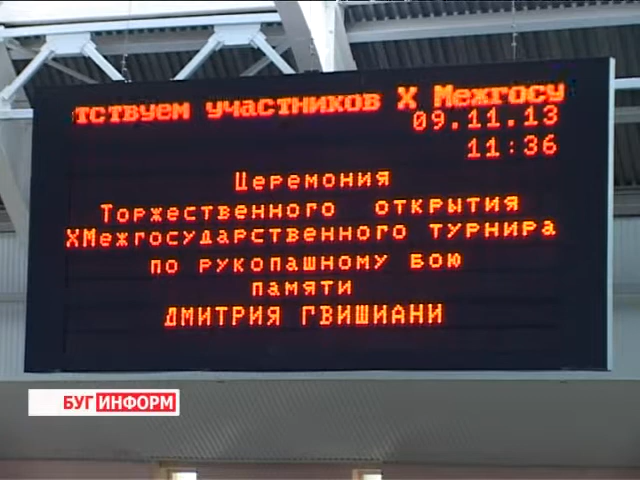 тствуем участников X Межгосу
09.11.13
11:36
Церемония
Торжественного открытия
XМежгосударственного турнира
по рукопашному бою
памяти
ДМИТРИЯ ГВИШИАНИ
БУГИНФОРМ